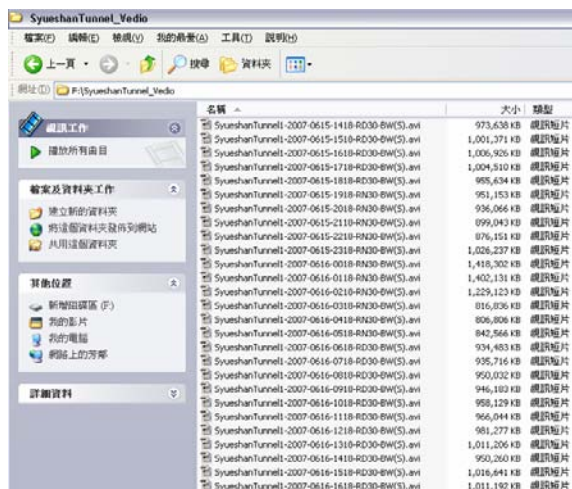 SyueshanTunnel_Vedio
檔案(F) 編輯(E) 檢視(V) 我的最愛(A) 工具(T) 說明(H)
上一頁 搜尋 資料夾
網址(D) F:\SyueshanTunnel_Vedio
視訊工作
播放所有曲目
檔案及資料夾工作
建立新的資料夾
將這個資料夾發佈到網站
共用這個資料夾
其他位置
新增磁碟區 (F:)
我的影片
我的電腦
網路上的芳鄰
詳細資料
名稱 大小 類型
SyueshanTunnel1-2007-0615-1418-RD30-BW(S).avi 973,638 KB 視訊短片
SyueshanTunnel1-2007-0615-1510-RD30-BW(S).avi 1,001,371 KB 視訊短片
SyueshanTunnel1-2007-0615-1618-RD30-BW(S).avi 1,006,926 KB 視訊短片
SyueshanTunnel1-2007-0615-1718-RD30-BW(S).avi 1,004,510 KB 視訊短片
SyueshanTunnel1-2007-0615-1818-RD30-BW(S).avi 955,634 KB 視訊短片
SyueshanTunnel1-2007-0615-1918-RN30-BW(S).avi 951,153 KB 視訊短片
SyueshanTunnel1-2007-0615-2018-RN30-BW(S).avi 936,066 KB 視訊短片
SyueshanTunnel1-2007-0615-2110-RN30-BW(S).avi 899,043 KB 視訊短片
SyueshanTunnel1-2007-0615-2218-RN30-BW(S).avi 876,151 KB 視訊短片
SyueshanTunnel1-2007-0615-2318-RN30-BW(S).avi 1,026,237 KB 視訊短片
SyueshanTunnel1-2007-0616-0018-RN30-BW(S).avi 1,418,302 KB 視訊短片
SyueshanTunnel1-2007-0616-0118-RN30-BW(S).avi 1,402,131 KB 視訊短片
SyueshanTunnel1-2007-0616-0210-RN30-BW(S).avi 1,229,123 KB 視訊短片
SyueshanTunnel1-2007-0616-0318-RN30-BW(S).avi 816,836 KB 視訊短片
SyueshanTunnel1-2007-0616-0418-RN30-BW(S).avi 806,806 KB 視訊短片
SyueshanTunnel1-2007-0616-0518-RN30-BW(S).avi 842,566 KB 視訊短片
SyueshanTunnel1-2007-0616-0618-RD30-BW(S).avi 934,483 KB 視訊短片
SyueshanTunnel1-2007-0616-0718-RD30-BW(S).avi 935,716 KB 視訊短片
SyueshanTunnel1-2007-0616-0810-RD30-BW(S).avi 950,032 KB 視訊短片
SyueshanTunnel1-2007-0616-0910-RD30-BW(S).avi 946,183 KB 視訊短片
SyueshanTunnel1-2007-0616-1018-RD30-BW(S).avi 958,129 KB 視訊短片
SyueshanTunnel1-2007-0616-1118-RD30-BW(S).avi 966,044 KB 視訊短片
SyueshanTunnel1-2007-0616-1218-RD30-BW(S).avi 981,277 KB 視訊短片
SyueshanTunnel1-2007-0616-1310-RD30-BW(S).avi 1,011,206 KB 視訊短片
SyueshanTunnel1-2007-0616-1410-RD30-BW(S).avi 950,260 KB 視訊短片
SyueshanTunnel1-2007-0616-1518-RD30-BW(S).avi 1,016,641 KB 視訊短片
SyueshanTunnel1-2007-0616-1618-RD30-BW(S).avi 1,011,192 KB 視訊短片